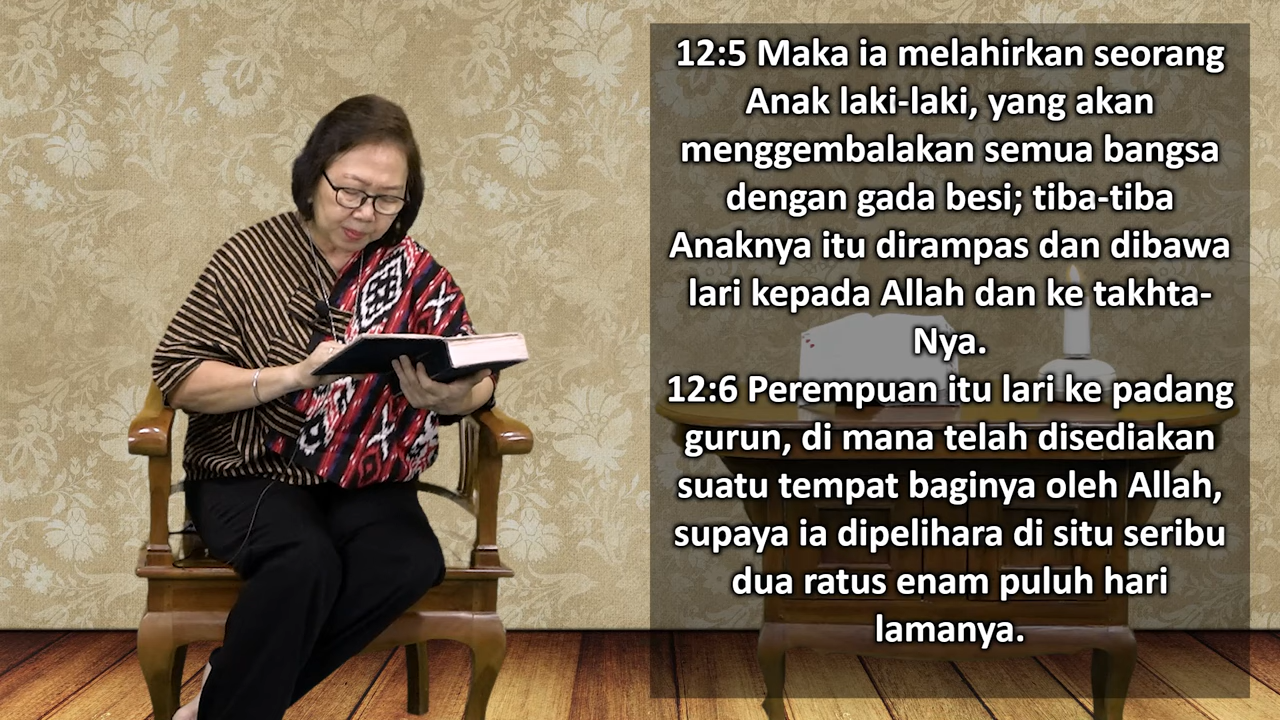 12:5 Maka ia melahirkan seorang
Anak laki-laki, yang akan
menggembalakan semua bangsa
dengan gada besi; tiba-tiba
Anaknya itu dirampas dan dibawa
lari kepada Allah dan ke takhta-
Nya.
12:6 Perempuan itu lari ke padang
gurun, di mana telah disediakan
suatu tempat baginya oleh Allah,
supaya ia dipelihara di situ seribu
dua ratus enam puluh hari
lamanya.